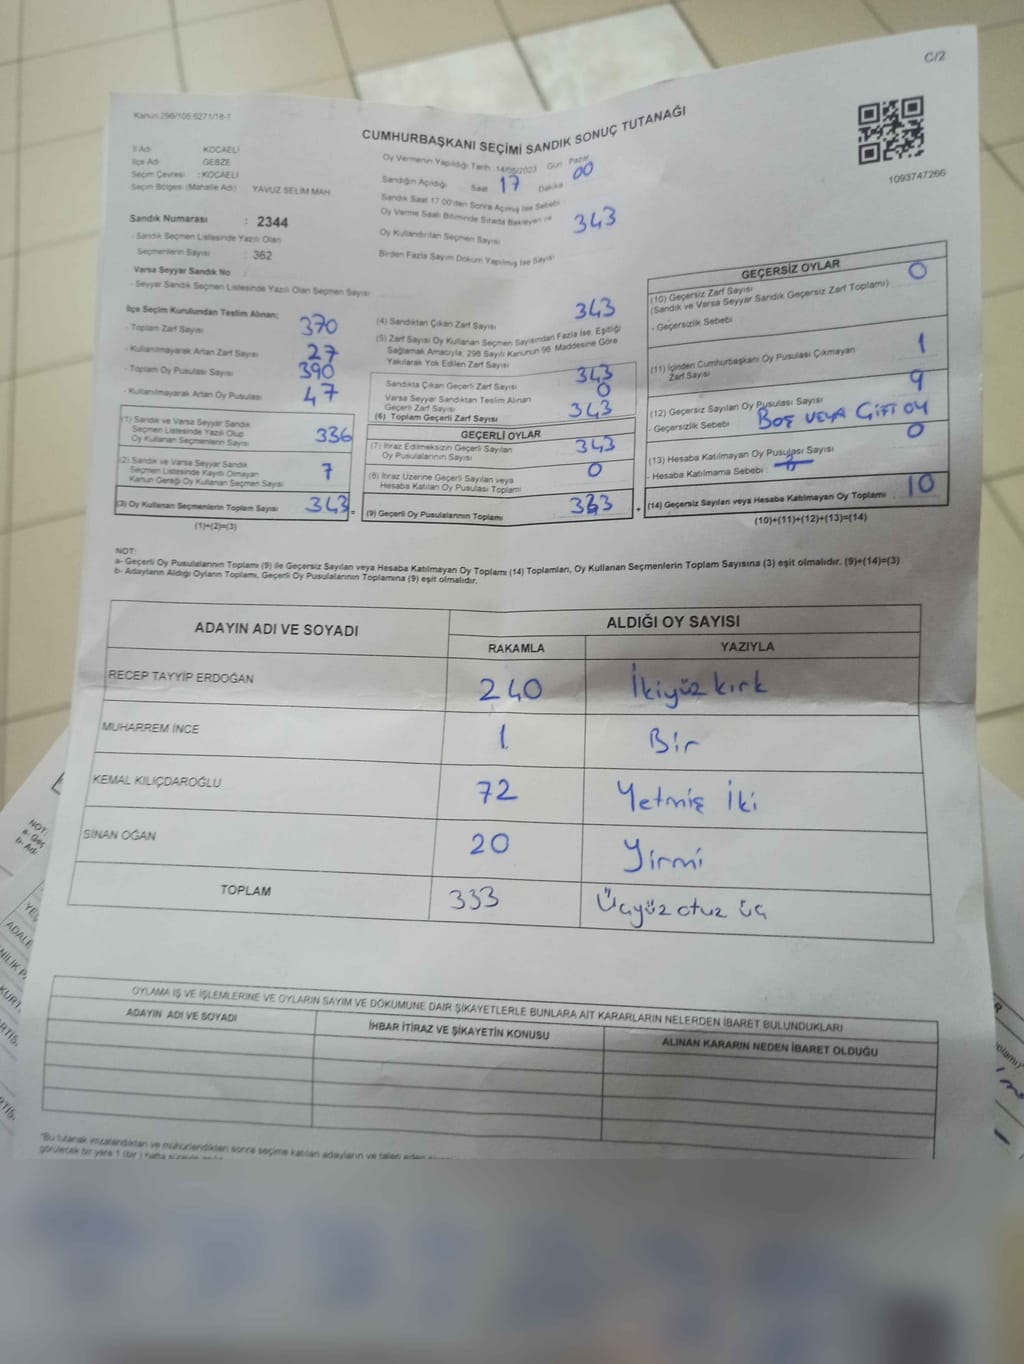 C/2
Kanun 298/105 6271/18-1
CUMHURBAŞKANI SEÇİMİ SANDIK SONUÇ TUTANAĞI
1093747266
İl Adı KOCAELİ
İlçe Adı GEBZE
Seçim Çevresi : KOCAELİ
Seçim Bölgesi (Mahalle Adı) YAVUZ SELİM MAH
Sandık Numarası : 2344
- Sandık Seçmen Listesinde Yazılı Olan
Seçmenlerin Sayısı : 362
Varsa Seyyar Sandık No :
- Seyyar Sandık Seçmen Listesinde Yazılı Olan Seçmen Sayısı
Oy Vermenin Yapıldığı Tarih : 14/05/2023 Gün : Pazar
Sandığın Açıldığı Saat 17 Dakika 00
Sandık Saat 17.00'den Sonra Açılmış İse Sebebi
Oy Verme Saati Bitiminde Sırada Bekleyen ve
Oy Kullandırılan Seçmen Sayısı 343
Birden Fazla Sayım Döküm Yapılmış İse Sayısı
İlçe Seçim Kurulundan Teslim Alınan;
- Toplam Zarf Sayısı 370
- Kullanılmayarak Artan Zarf Sayısı 27
- Toplam Oy Pusulası Sayısı 390
- Kullanılmayarak Artan Oy Pusulası 47
(1) Sandık ve Varsa Seyyar Sandık
Seçmen Listesinde Yazılı Olup
Oy Kullanan Seçmenlerin Sayısı 336
(2) Sandık ve Varsa Seyyar Sandık
Seçmen Listesinde Kayıtlı Olmayan
Kanun Gereği Oy Kullanan Seçmen Sayısı 7
(3) Oy Kullanan Seçmenlerin Toplam Sayısı 343 =
(1)+(2)=(3)
(4) Sandıktan Çıkan Zarf Sayısı 343
(5) Zarf Sayısı Oy Kullanan Seçmen Sayısından Fazla İse, Eşitliği
Sağlamak Amacıyla; 298 Sayılı Kanunun 98. Maddesine Göre
Yakılarak Yok Edilen Zarf Sayısı
Sandıkta Çıkan Geçerli Zarf Sayısı 343
Varsa Seyyar Sandıktan Teslim Alınan
Geçerli Zarf Sayısı 0
(6) Toplam Geçerli Zarf Sayısı 343
GEÇERLİ OYLAR
(7) İtiraz Edilmeksizin Geçerli Sayılan
Oy Pusulalarının Sayısı 343
(8) İtiraz Üzerine Geçerli Sayılan veya
Hesaba Katılan Oy Pusulası Toplamı 0
(9) Geçerli Oy Pusulalarının Toplamı 333 +
GEÇERSİZ OYLAR
(10) Geçersiz Zarf Sayısı 0
(Sandık ve Varsa Seyyar Sandık Geçersiz Zarf Toplamı)
- Geçersizlik Sebebi :
(11) İçinden Cumhurbaşkanı Oy Pusulası Çıkmayan
Zarf Sayısı 1
(12) Geçersiz Sayılan Oy Pusulası Sayısı 9
- Geçersizlik Sebebi : BOŞ VEYA ÇİFT OY
(13) Hesaba Katılmayan Oy Pusulası Sayısı 0
- Hesaba Katılmama Sebebi :
(14) Geçersiz Sayılan veya Hesaba Katılmayan Oy Toplamı 10
(10)+(11)+(12)+(13)=(14)
NOT:
a- Geçerli Oy Pusulalarının Toplamı (9) ile Geçersiz Sayılan veya Hesaba Katılmayan Oy Toplamı (14) Toplamları, Oy Kullanan Seçmenlerin Toplam Sayısına (3) eşit olmalıdır. (9)+(14)=(3)
b- Adayların Aldığı Oyların Toplamı, Geçerli Oy Pusulalarının Toplamına (9) eşit olmalıdır.
ADAYIN ADI VE SOYADI
ALDIĞI OY SAYISI
RAKAMLA YAZIYLA
RECEP TAYYİP ERDOĞAN 240 İkiyüz kırk
MUHARREM İNCE 1 Bir
KEMAL KILIÇDAROĞLU 72 Yetmiş İki
SİNAN OĞAN 20 Yirmi
TOPLAM 333 Üçyüz otuz üç
OYLAMA İŞ VE İŞLEMLERİNE VE OYLARIN SAYIM VE DÖKÜMÜNE DAİR ŞİKAYETLERLE BUNLARA AİT KARARLARIN NELERDEN İBARET BULUNDUKLARI
ADAYIN ADI VE SOYADI İHBAR İTİRAZ VE ŞİKAYETİN KONUSU ALINAN KARARIN NEDEN İBARET OLDUĞU
"Bu tutanak imzalandıktan ve mühürlendikten sonra seçime katılan adayların ve talep eden
görülecek bir yere 1 (bir) hafta süreyle
NOT:
a- Geç
b- Adı